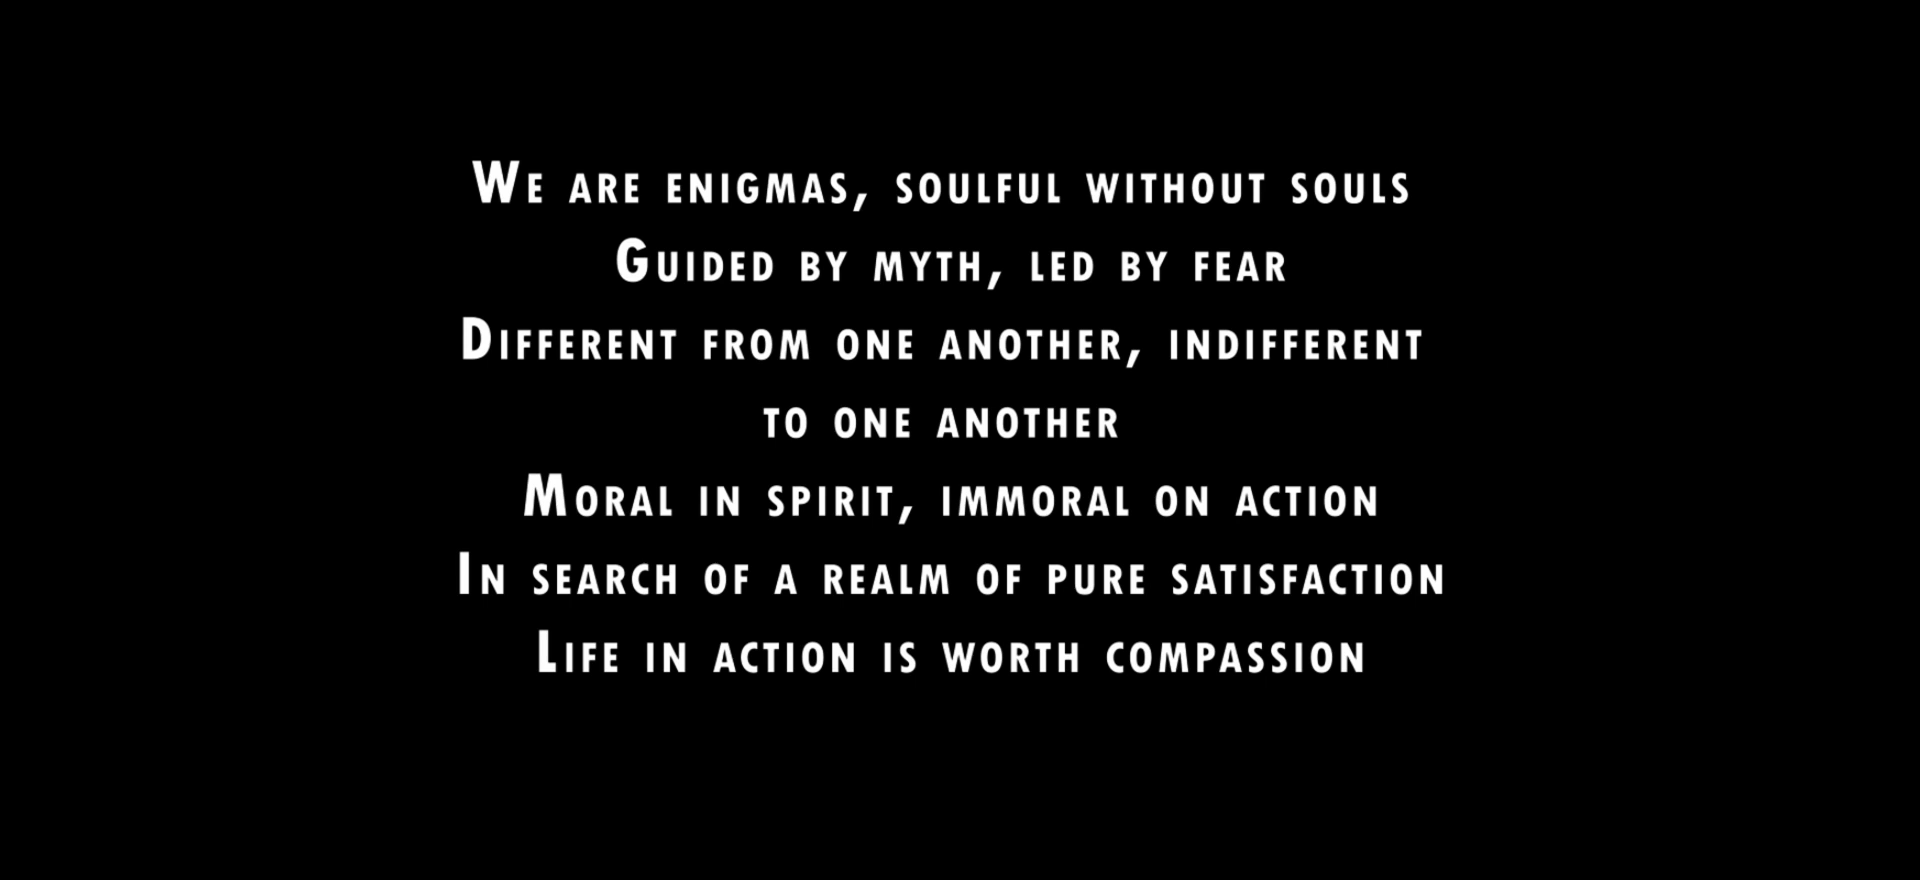 We are enigmas, soulful without souls
Guided by myth, led by fear
Different from one another, indifferent
to one another
Moral in spirit, immoral on action
In search of a realm of pure satisfaction
Life in action is worth compassion